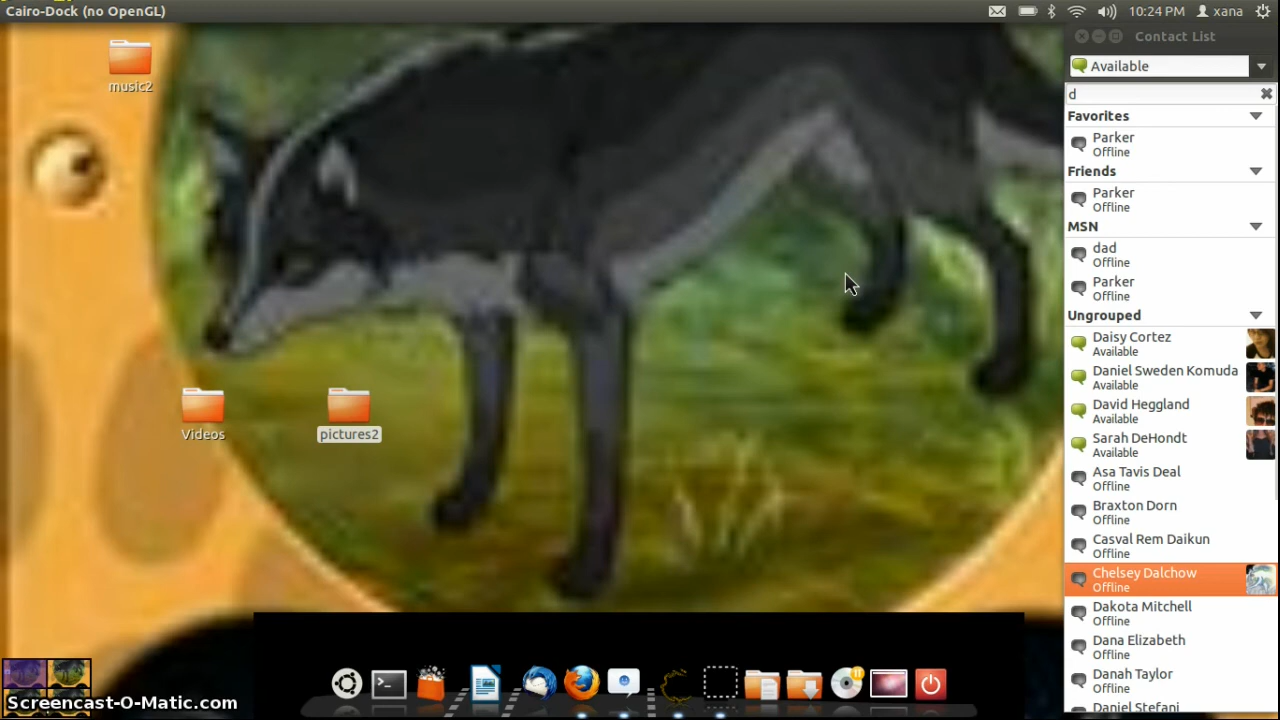 Cairo-Dock (no OpenGL)
10:24 PM xana
music2
Videos
pictures2
Contact List
Available
d
Favorites
Parker
Offline
Friends
Parker
Offline
MSN
dad
Offline
Parker
Offline
Ungrouped
Daisy Cortez
Available
Daniel Sweden Komuda
Available
David Heggland
Available
Sarah DeHondt
Available
Asa Tavis Deal
Offline
Braxton Dorn
Offline
Casval Rem Daikun
Offline
Chelsey Dalchow
Offline
Dakota Mitchell
Offline
Dana Elizabeth
Offline
Danah Taylor
Offline
Daniel Stefani
Screencast-O-Matic.com